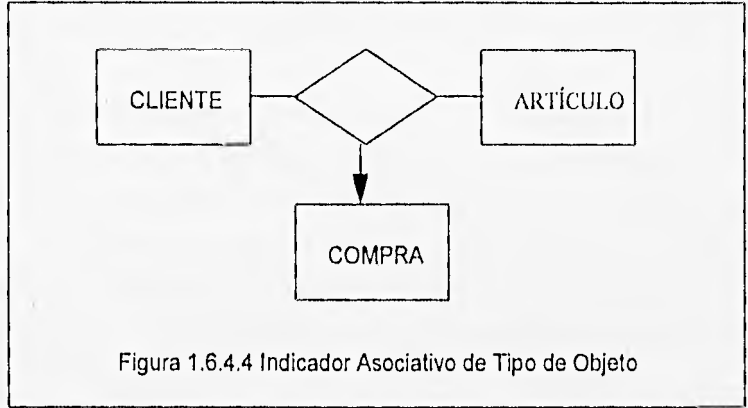 CLIENTE
ARTÍCULO
COMPRA
Figura 1.6.4.4 Indicador Asociativo de Tipo de Objeto